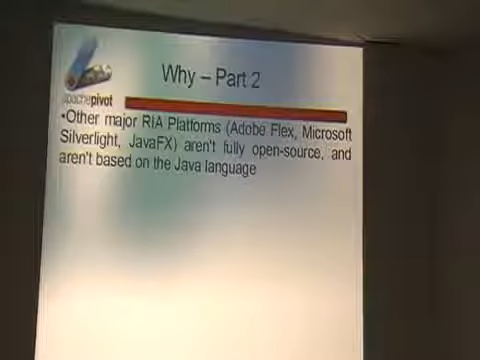 Why – Part 2
apachepivot
•Other major RIA Platforms (Adobe Flex, Microsoft
Silverlight, JavaFX) aren't fully open-source, and
aren't based on the Java language